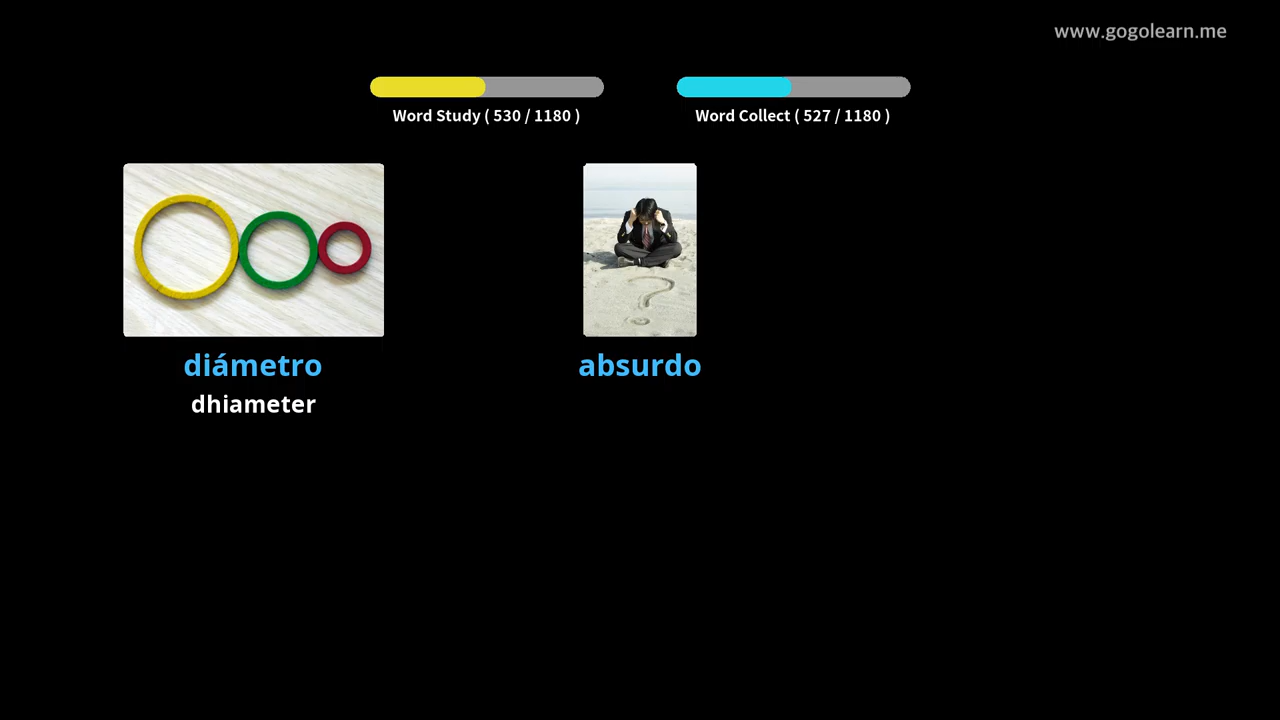 www.gogolearn.me
Word Study ( 530 / 1180 )
Word Collect ( 527 / 1180 )
diámetro
absurdo
dhiameter
?